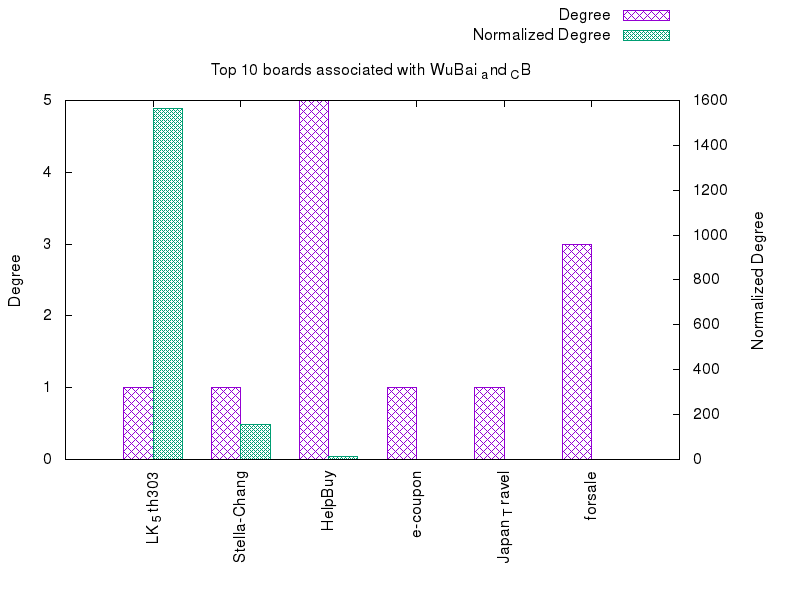 Degree
Normalized Degree
Top 10 boards associated with WuBai and CB
5
4
3
2
1
0
Degree
1600
1400
1200
1000
800
600
400
200
0
Normalized Degree
LK5th303
Stella-Chang
HelpBuy
e-coupon
JapanTravel
forsale